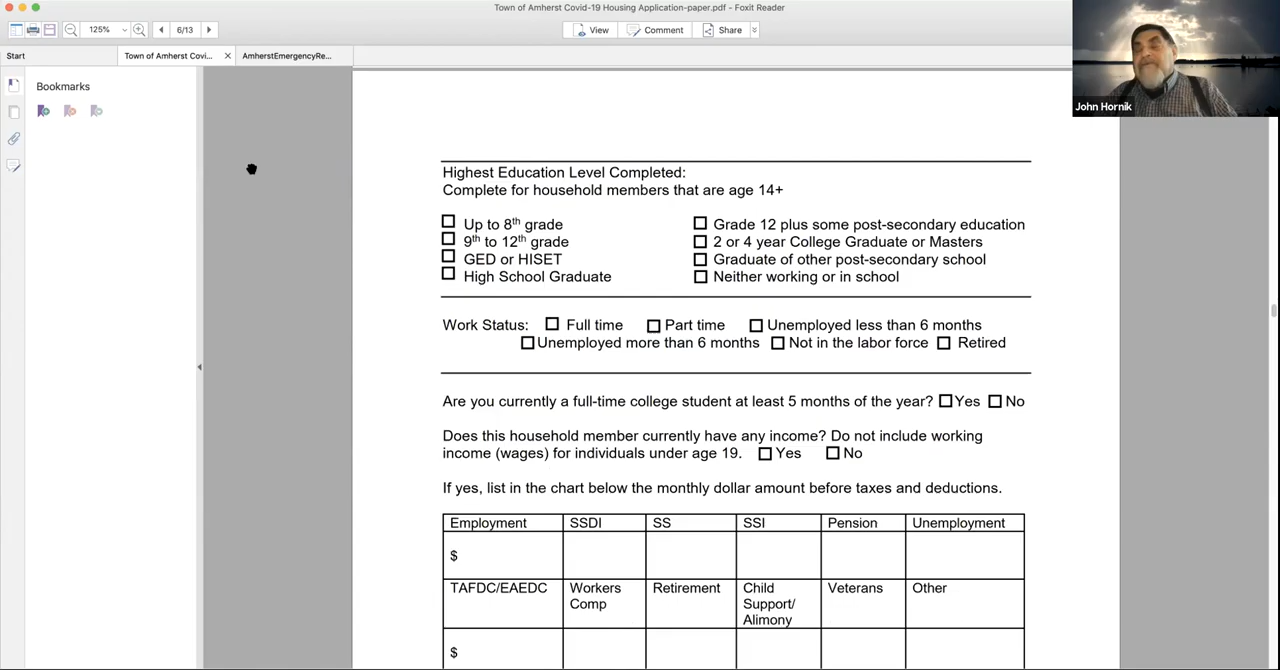 Town of Amherst Covid-19 Housing Application-paper.pdf - Foxit Reader
125%
6/13
View
Comment
Share
Start
Town of Amherst Covi...
AmherstEmergencyRe...
Bookmarks
John Hornik
Highest Education Level Completed:
Complete for household members that are age 14+
Up to 8th grade
Grade 12 plus some post-secondary education
9th to 12th grade
2 or 4 year College Graduate or Masters
GED or HISET
Graduate of other post-secondary school
High School Graduate
Neither working or in school
Work Status: Full time Part time Unemployed less than 6 months
Unemployed more than 6 months Not in the labor force Retired
Are you currently a full-time college student at least 5 months of the year? Yes No
Does this household member currently have any income? Do not include working
income (wages) for individuals under age 19. Yes No
If yes, list in the chart below the monthly dollar amount before taxes and deductions.
Employment SSDI SS SSI Pension Unemployment
$
TAFDC/EAEDC Workers Comp Retirement Child Support/ Alimony Veterans Other
$